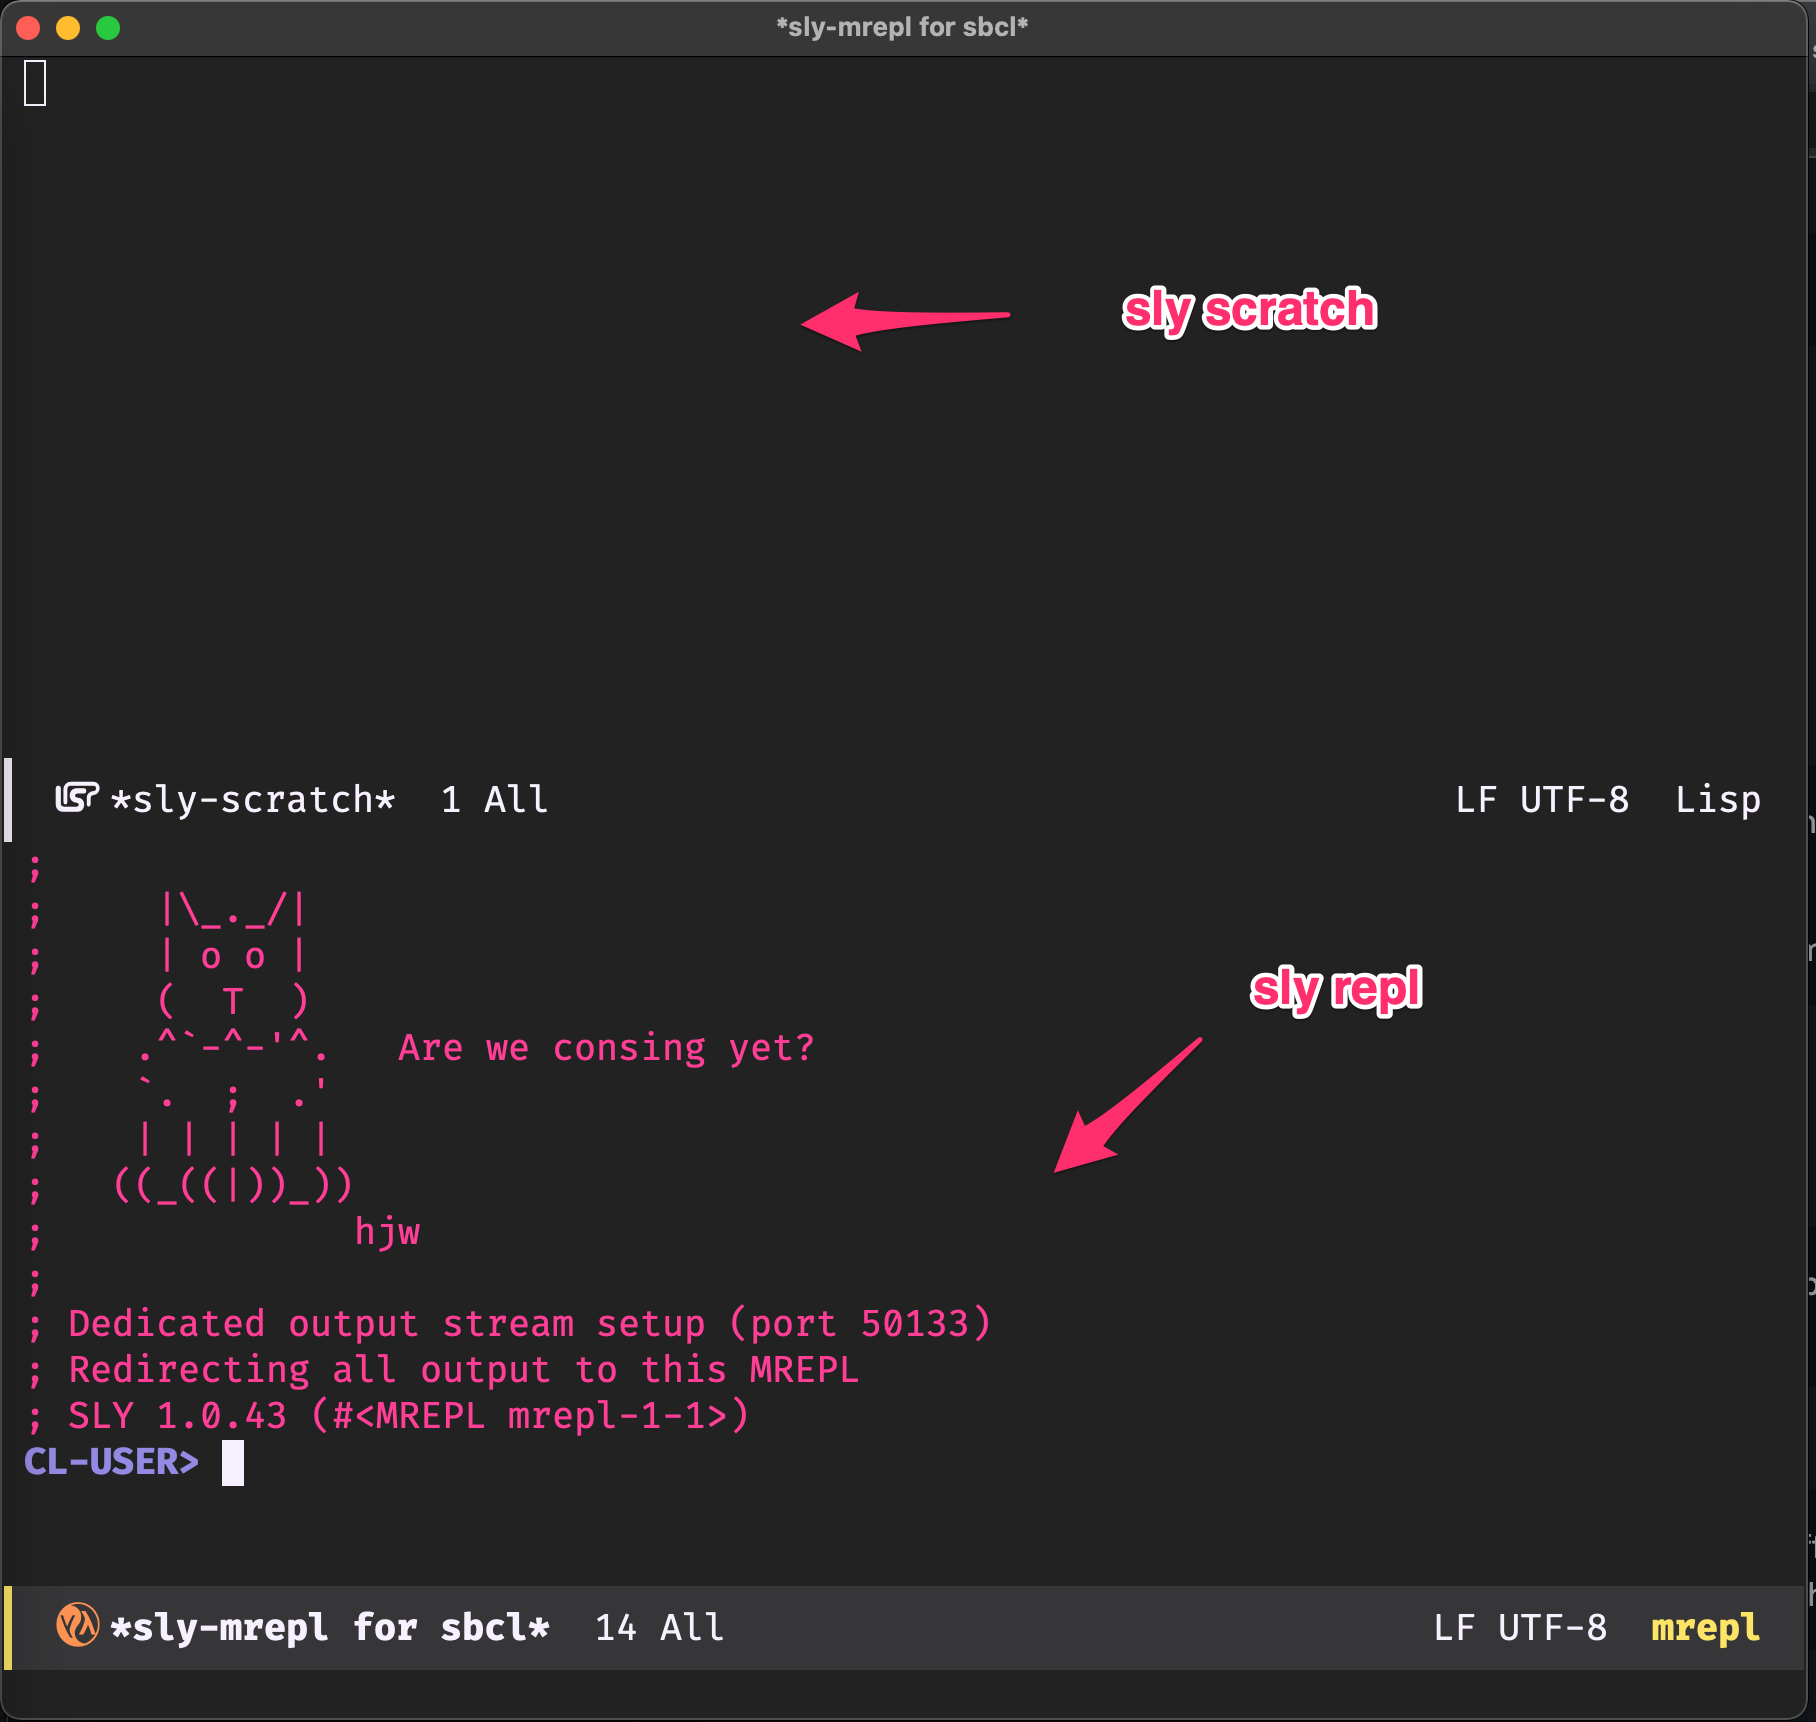 *sly-mrepl for sbcl*
sly scratch
*sly-scratch* 1 All LF UTF-8 Lisp
;
; |\_._/|
; | o o |
; ( T )
; .^`-^-'^. Are we consing yet?
; `. ; .'
; | | | | |
; ((_((|))_))
; hjw
;
sly repl
; Dedicated output stream setup (port 50133)
; Redirecting all output to this MREPL
; SLY 1.0.43 (#<MREPL mrepl-1-1>)
CL-USER>
*sly-mrepl for sbcl* 14 All LF UTF-8 mrepl